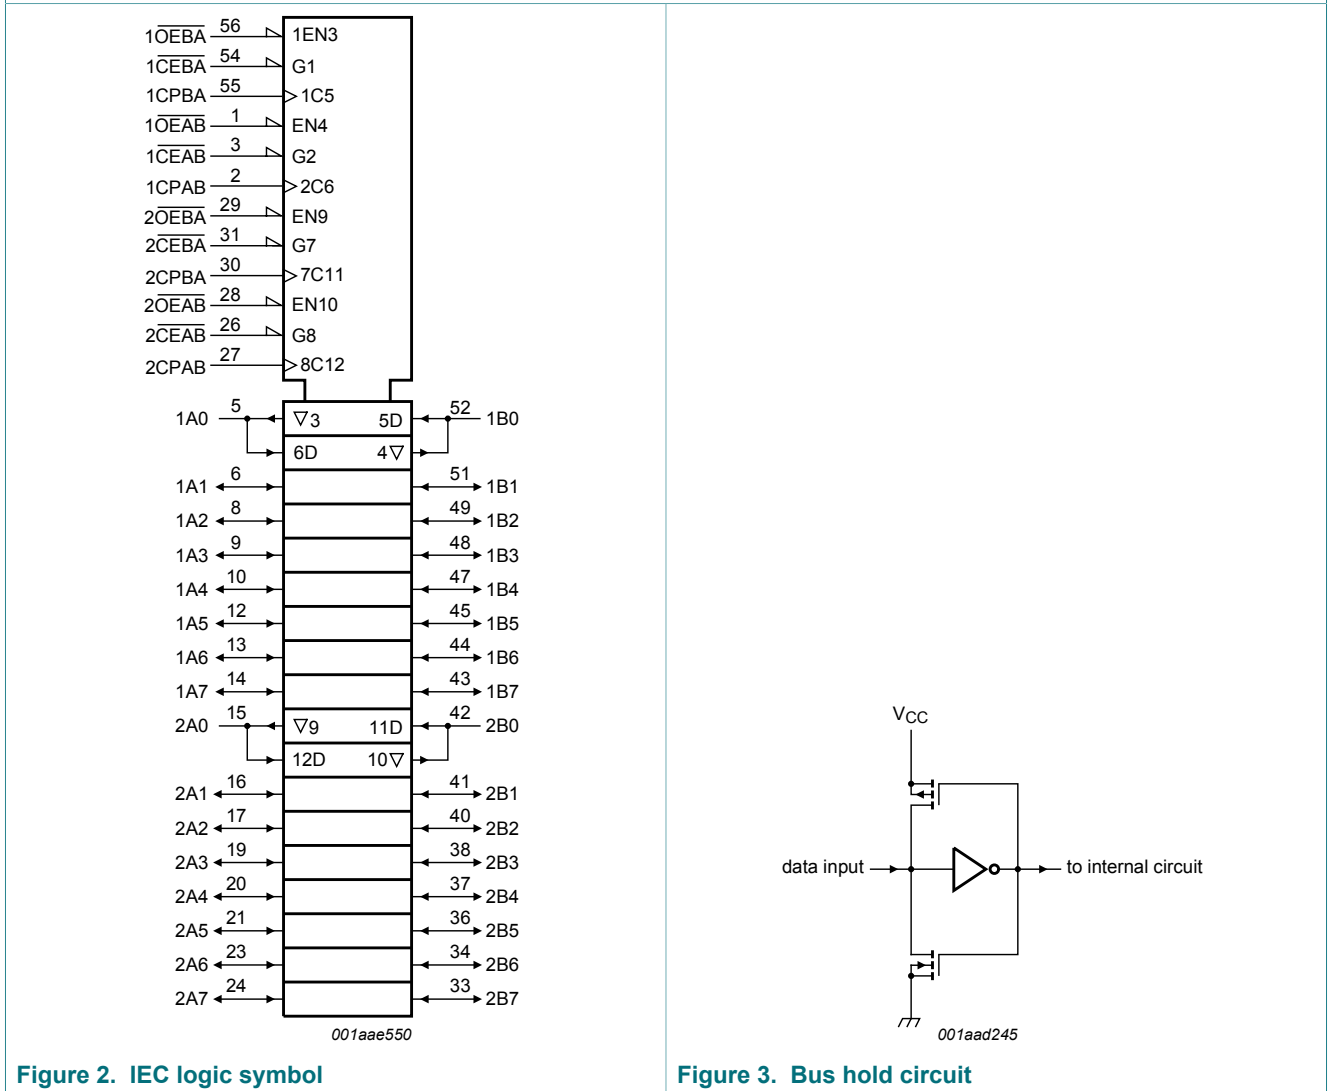 1OEBA 56 1EN3
1CEBA 54 G1
1CPBA 55 1C5
1OEAB 1 EN4
1CEAB 3 G2
1CPAB 2 2C6
2OEBA 29 EN9
2CEBA 31 G7
2CPBA 30 7C11
2OEAB 28 EN10
2CEAB 26 G8
2CPAB 27 8C12
1A0 5 ▽3 5D 52 1B0
6D 4▽
1A1 6 51 1B1
1A2 8 49 1B2
1A3 9 48 1B3
1A4 10 47 1B4
1A5 12 45 1B5
1A6 13 44 1B6
1A7 14 43 1B7
2A0 15 ▽9 11D 42 2B0
12D 10▽
2A1 16 41 2B1
2A2 17 40 2B2
2A3 19 38 2B3
2A4 20 37 2B4
2A5 21 36 2B5
2A6 23 34 2B6
2A7 24 33 2B7
001aae550
Figure 2. IEC logic symbol
VCC
data input
to internal circuit
001aad245
Figure 3. Bus hold circuit